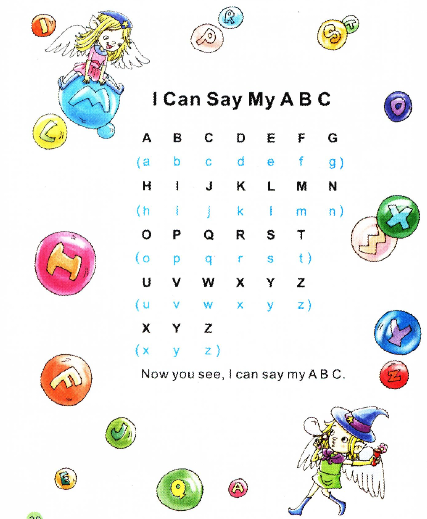 I Can Say My A B C
A B C D E F G
(a b c d e f g)
H I J K L M N
(h i j k l m n)
O P Q R S T
(o p q r s t)
U V W X Y Z
(u v w x y z)
X Y Z
(x y z)
Now you see, I can say my A B C.